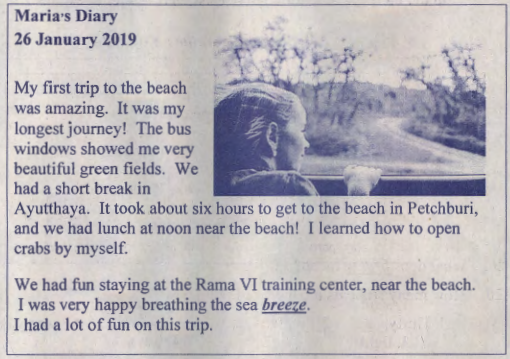 Maria's Diary
26 January 2019
My first trip to the beach
was amazing. It was my
longest journey! The bus
windows showed me very
beautiful green fields. We
had a short break in
Ayutthaya. It took about six hours to get to the beach in Petchburi,
and we had lunch at noon near the beach! I learned how to open
crabs by myself.
We had fun staying at the Rama VI training center, near the beach.
I was very happy breathing the sea breeze.
I had a lot of fun on this trip.